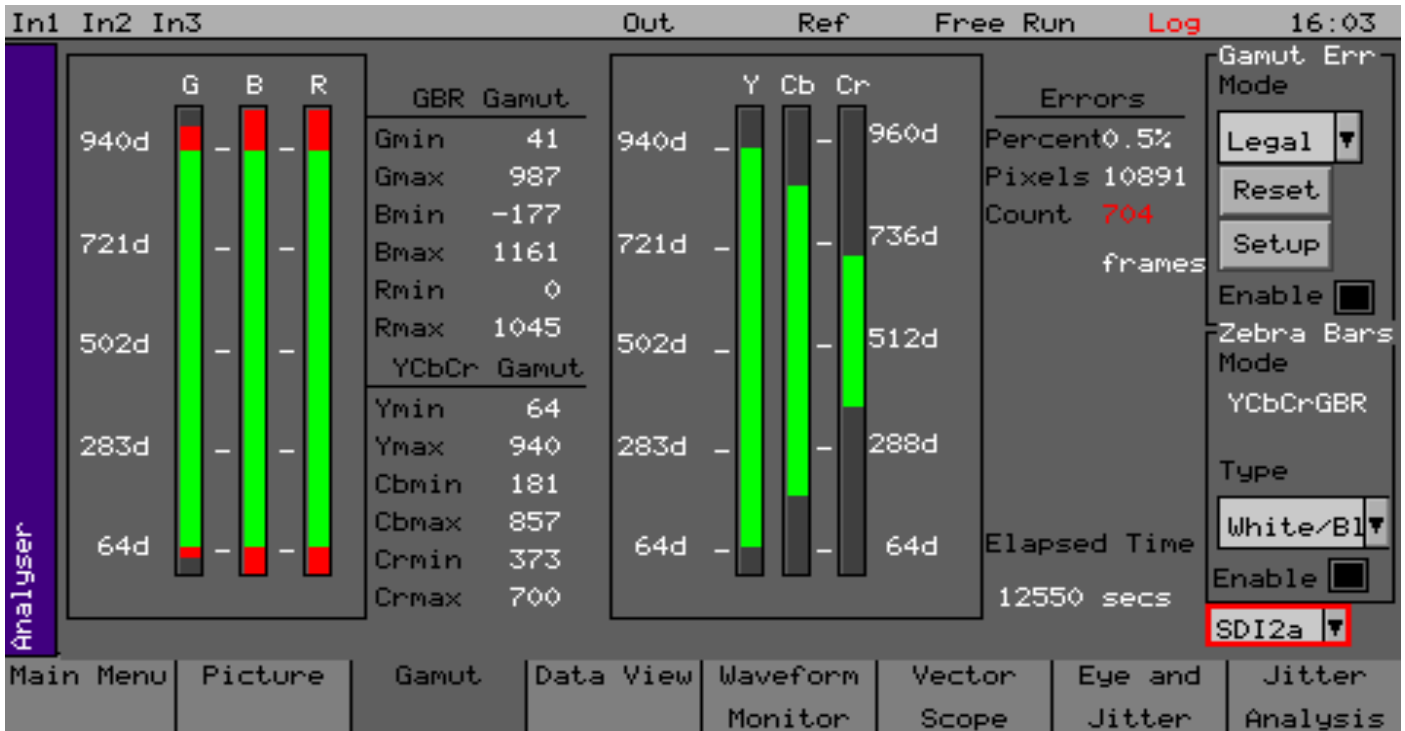 In1 In2 In3 Out Ref Free Run Log 16:03
Analyser
G B R
940d
721d
502d
283d
64d
GBR Gamut
Gmin 41
Gmax 987
Bmin -177
Bmax 1161
Rmin 0
Rmax 1045
YCbCr Gamut
Ymin 64
Ymax 940
Cbmin 181
Cbmax 857
Crmin 373
Crmax 700
Y Cb Cr
940d 960d
721d 736d
502d 512d
283d 288d
64d 64d
Errors
Percent 0.5%
Pixels 10891
Count 704
frames
Elapsed Time
12550 secs
Gamut Err
Mode
Legal
Reset
Setup
Enable
Zebra Bars
Mode
YCbCrGBR
Type
White/Bl
Enable
SDI2a
Main Menu
Picture
Gamut
Data View
Waveform
Monitor
Vector
Scope
Eye and
Jitter
Jitter
Analysis